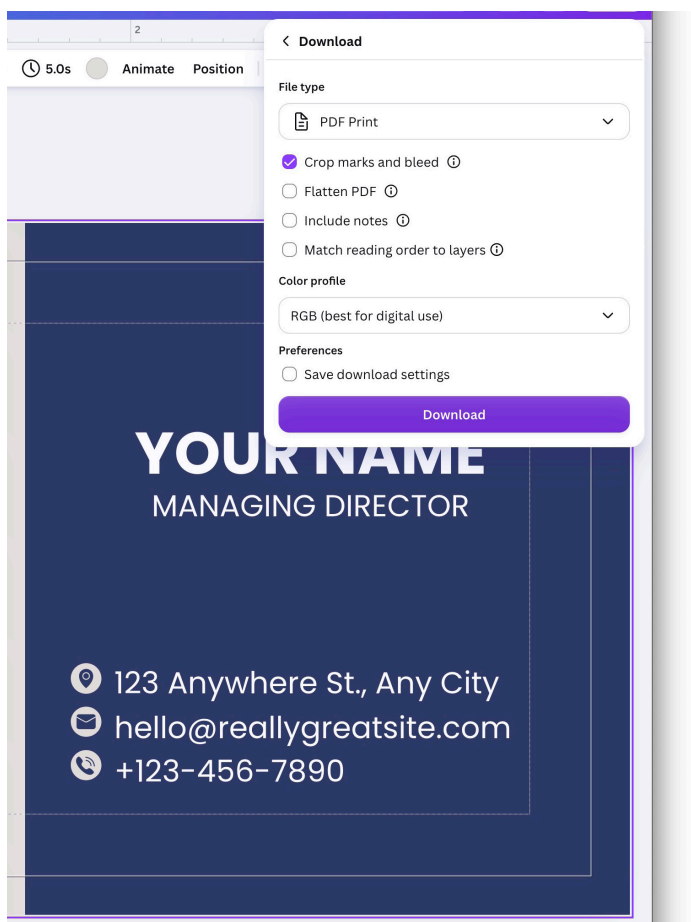 2
Download
5.0s Animate Position
File type
PDF Print
Crop marks and bleed
Flatten PDF
Include notes
Match reading order to layers
Color profile
RGB (best for digital use)
Preferences
Save download settings
Download
YOUR NAME
MANAGING DIRECTOR
123 Anywhere St., Any City
hello@reallygreatsite.com
+123-456-7890